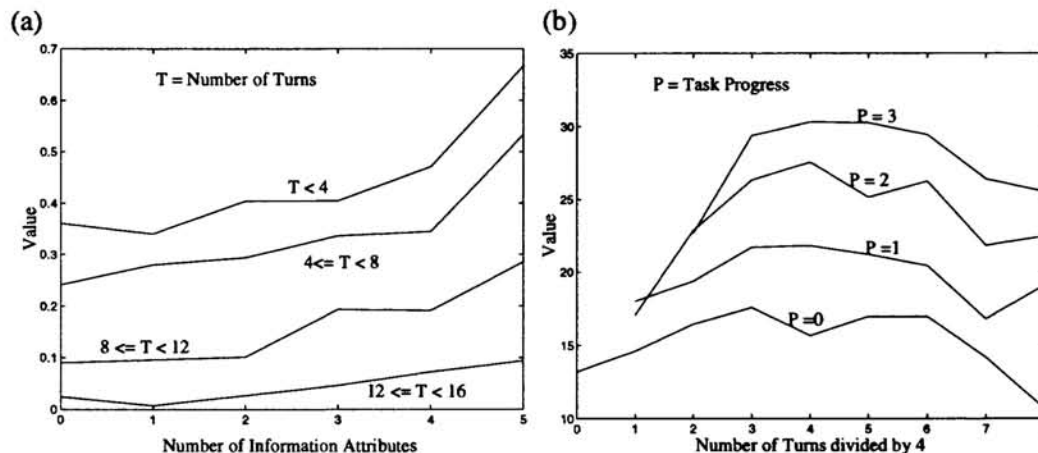 (a)
T = Number of Turns
0.7
0.6
0.5
0.4
0.3
0.2
0.1
0
Value
T < 4
4<= T < 8
8 <= T < 12
12 <= T < 16
0 1 2 3 4 5
Number of Information Attributes
(b)
P = Task Progress
35
30
25
20
15
10
Value
P = 3
P = 2
P = 1
P =0
0 1 2 3 4 5 6 7
Number of Turns divided by 4